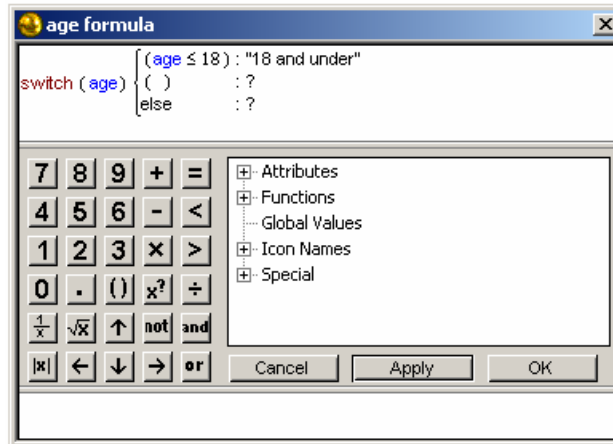 age formula
(age ≤ 18) : "18 and under"
switch (age) ( ) : ?
else : ?
7 8 9 + =
4 5 6 - <
1 2 3 × >
0 . () x? ÷
1/x √x ↑ not and
|x| ← ↓ → or
Attributes
Functions
Global Values
Icon Names
Special
Cancel Apply OK